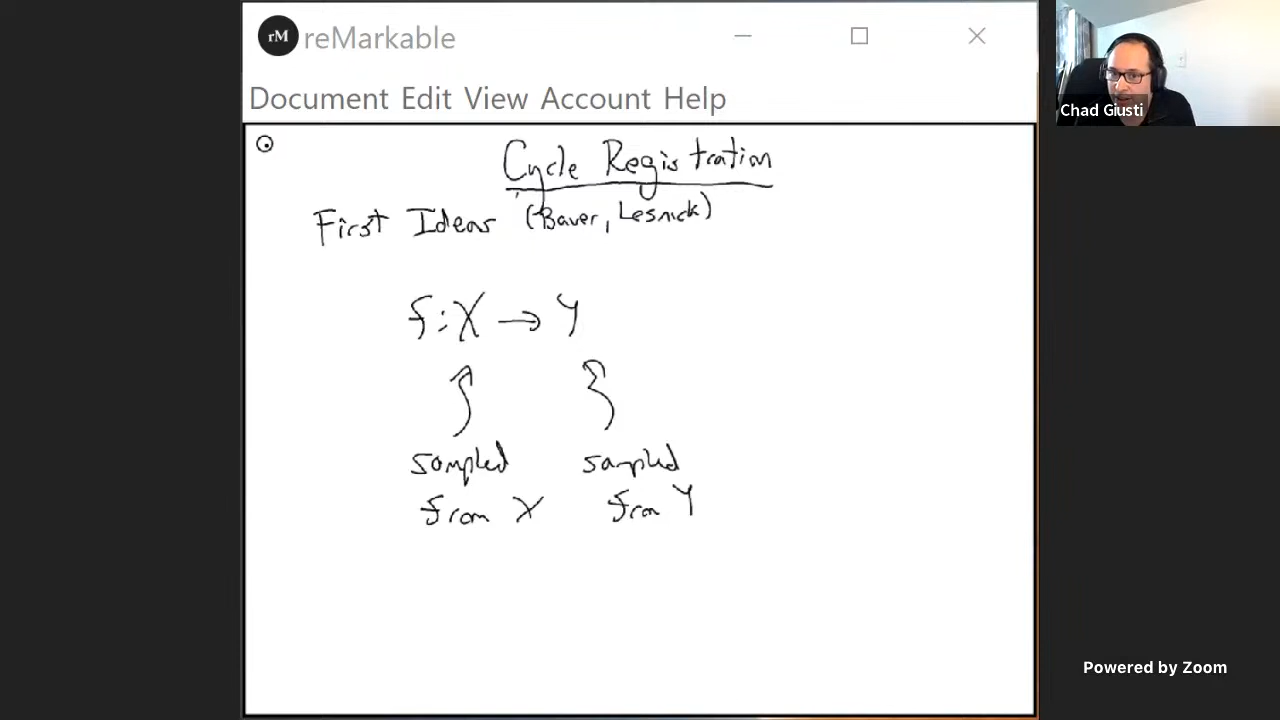 rM reMarkable
Document Edit View Account Help
Chad Giusti
Cycle Registration
First Ideas (Bauer, Lesnick)
f: X → Y
sampled sampled
from X from Y
Powered by Zoom